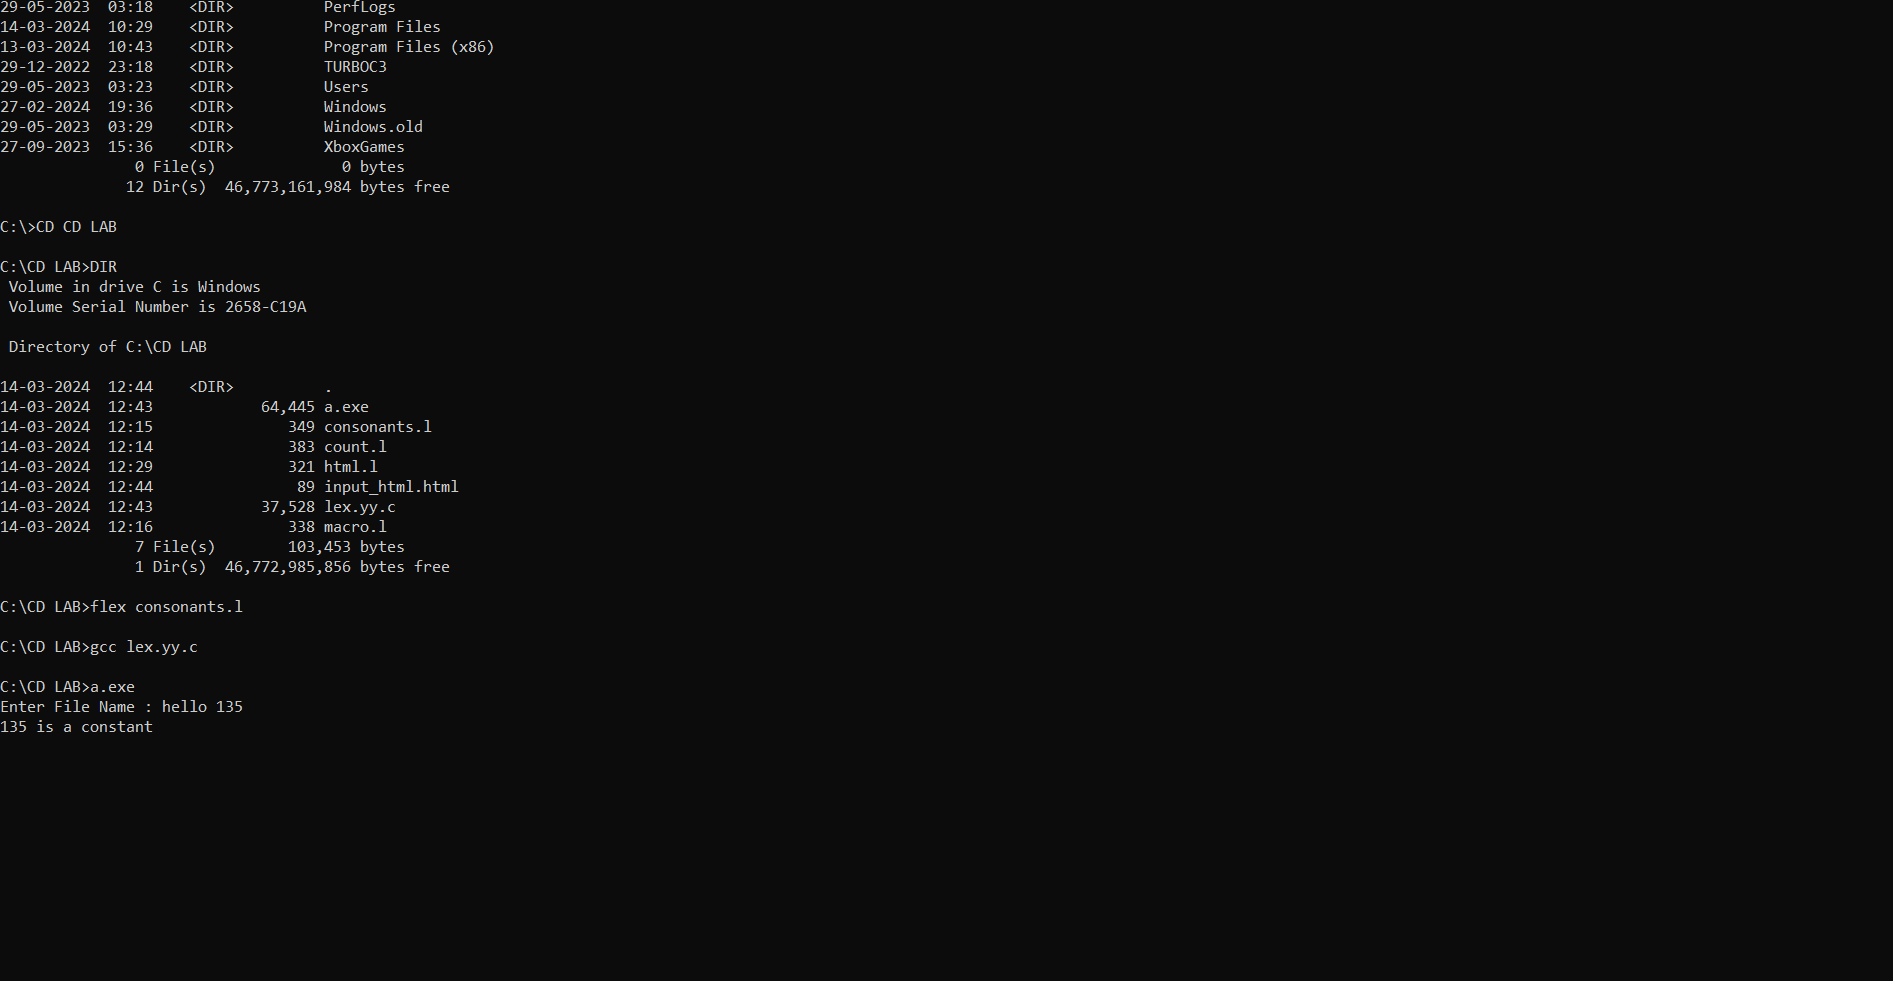 29-05-2023  03:18    <DIR>          PerfLogs
14-03-2024  10:29    <DIR>          Program Files
13-03-2024  10:43    <DIR>          Program Files (x86)
29-12-2022  23:18    <DIR>          TURBOC3
29-05-2023  03:23    <DIR>          Users
27-02-2024  19:36    <DIR>          Windows
29-05-2023  03:29    <DIR>          Windows.old
27-09-2023  15:36    <DIR>          XboxGames
               0 File(s)              0 bytes
              12 Dir(s)  46,773,161,984 bytes free

C:\>CD CD LAB

C:\CD LAB>DIR
 Volume in drive C is Windows
 Volume Serial Number is 2658-C19A

 Directory of C:\CD LAB

14-03-2024  12:44    <DIR>          .
14-03-2024  12:43            64,445 a.exe
14-03-2024  12:15               349 consonants.l
14-03-2024  12:14               383 count.l
14-03-2024  12:29               321 html.l
14-03-2024  12:44                89 input_html.html
14-03-2024  12:43            37,528 lex.yy.c
14-03-2024  12:16               338 macro.l
               7 File(s)        103,453 bytes
               1 Dir(s)  46,772,985,856 bytes free

C:\CD LAB>flex consonants.l

C:\CD LAB>gcc lex.yy.c

C:\CD LAB>a.exe
Enter File Name : hello 135
135 is a constant